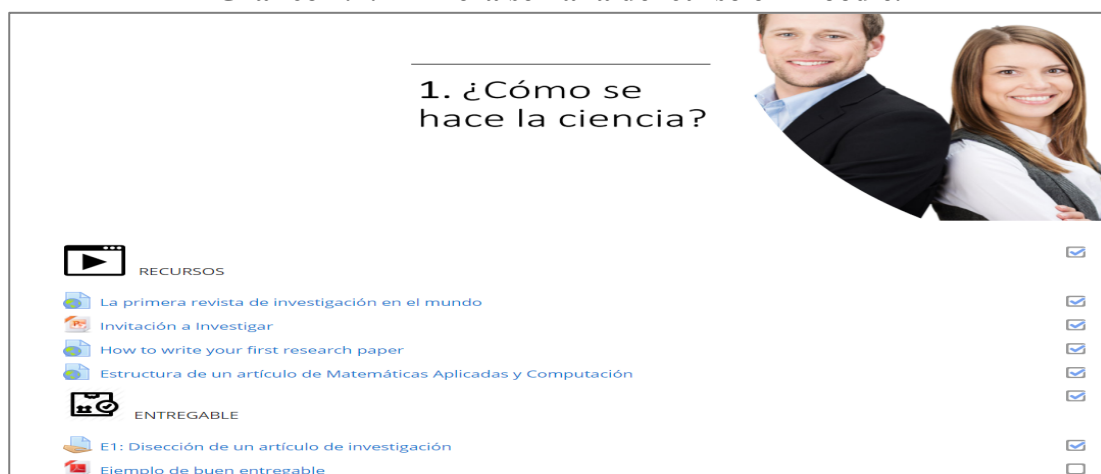 1. ¿Cómo se
hace la ciencia?
RECURSOS
La primera revista de investigación en el mundo
Invitación a Investigar
How to write your first research paper
Estructura de un artículo de Matemáticas Aplicadas y Computación
ENTREGABLE
E1: Disección de un artículo de investigación
Ejemplo de buen entregable